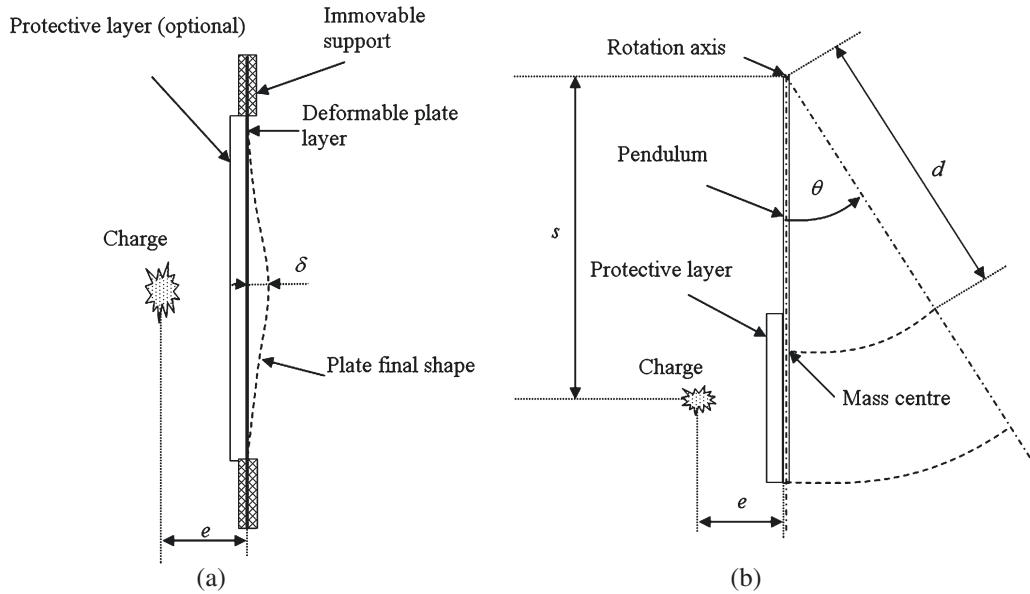 Protective layer (optional)
Immovable
support
Deformable plate
layer
Charge
δ
Plate final shape
e
(a)
Rotation axis
Pendulum
θ
d
s
Protective layer
Charge
Mass centre
e
(b)